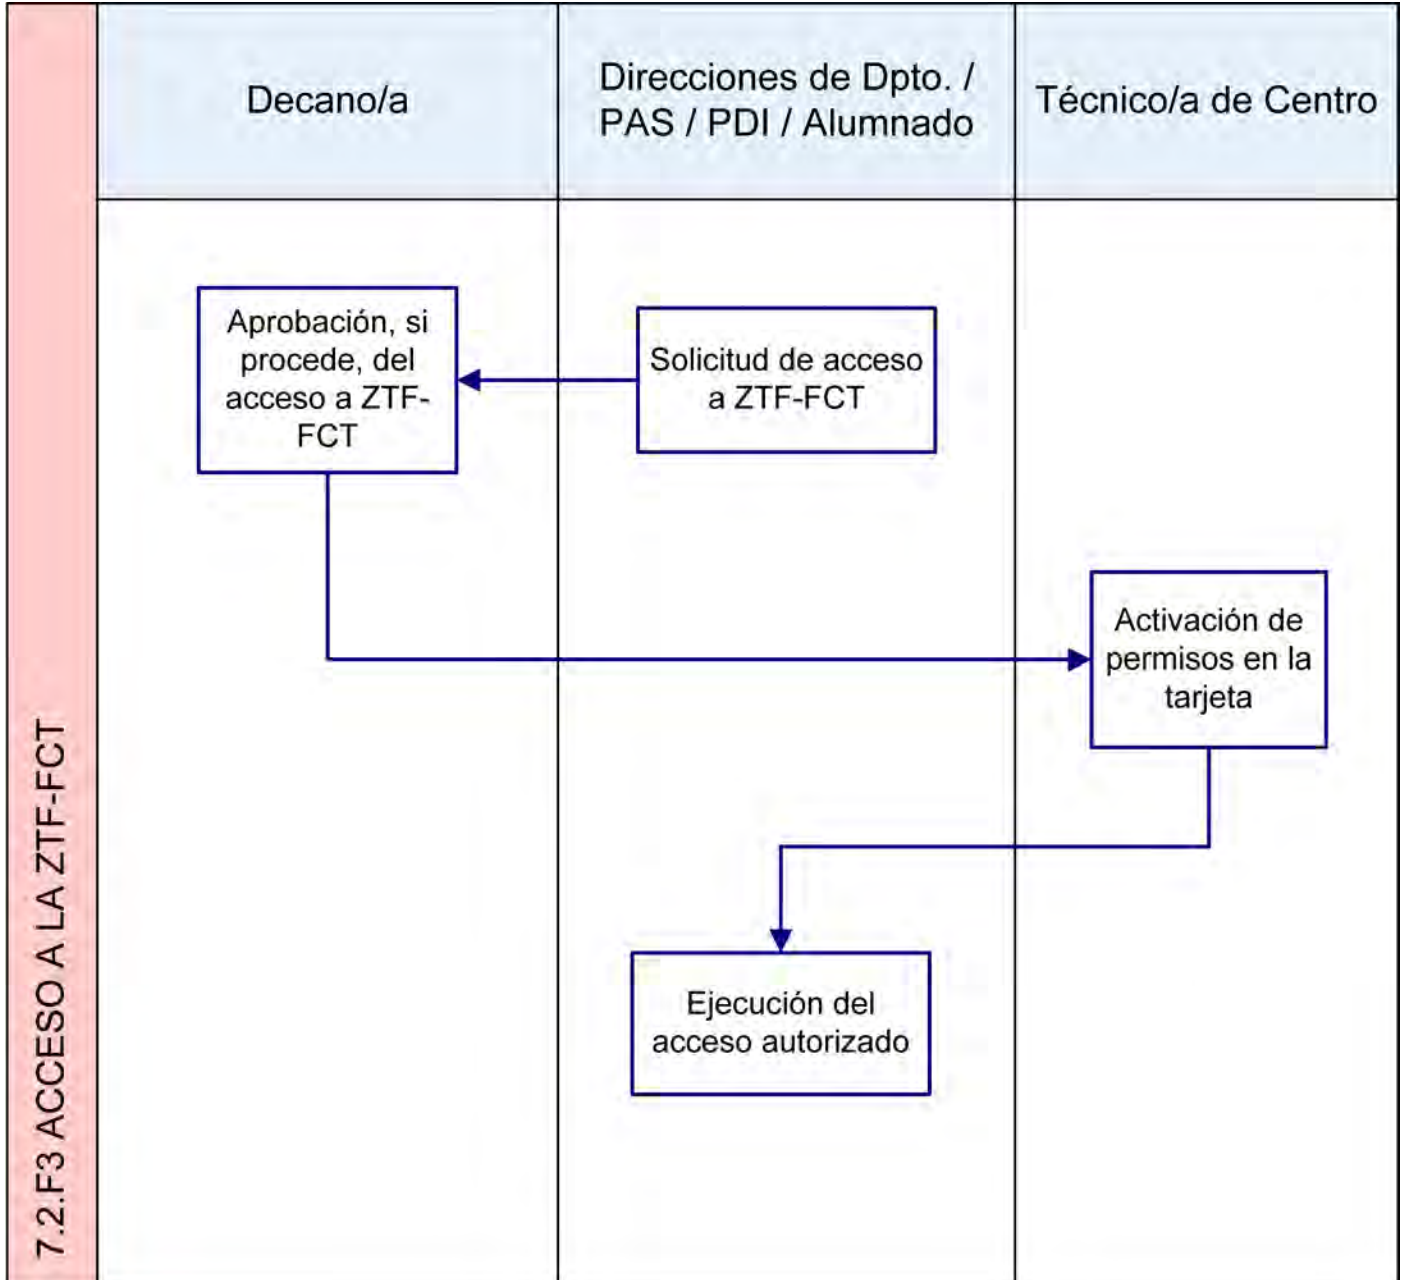 7.2.F3 ACCESO A LA ZTF-FCT
Decano/a
Direcciones de Dpto. /
PAS / PDI / Alumnado
Técnico/a de Centro
Aprobación, si
procede, del
acceso a ZTF-
FCT
Solicitud de acceso
a ZTF-FCT
Activación de
permisos en la
tarjeta
Ejecución del
acceso autorizado